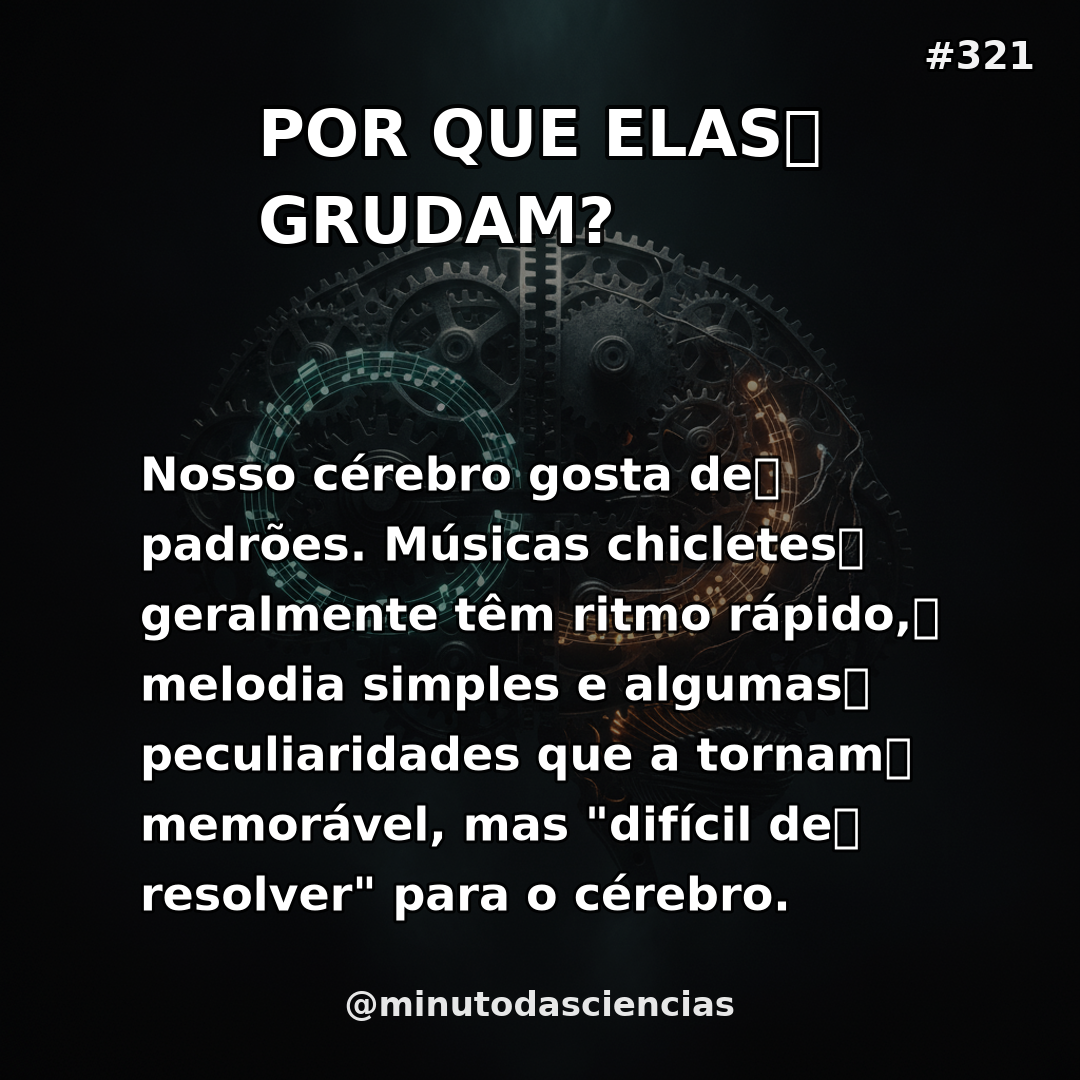 #321
POR QUE ELAS▯
GRUDAM?
Nosso cérebro gosta de▯
padrões. Músicas chicletes▯
geralmente têm ritmo rápido,▯
melodia simples e algumas▯
peculiaridades que a tornam▯
memorável, mas "difícil de▯
resolver" para o cérebro.
@minutodasciencias